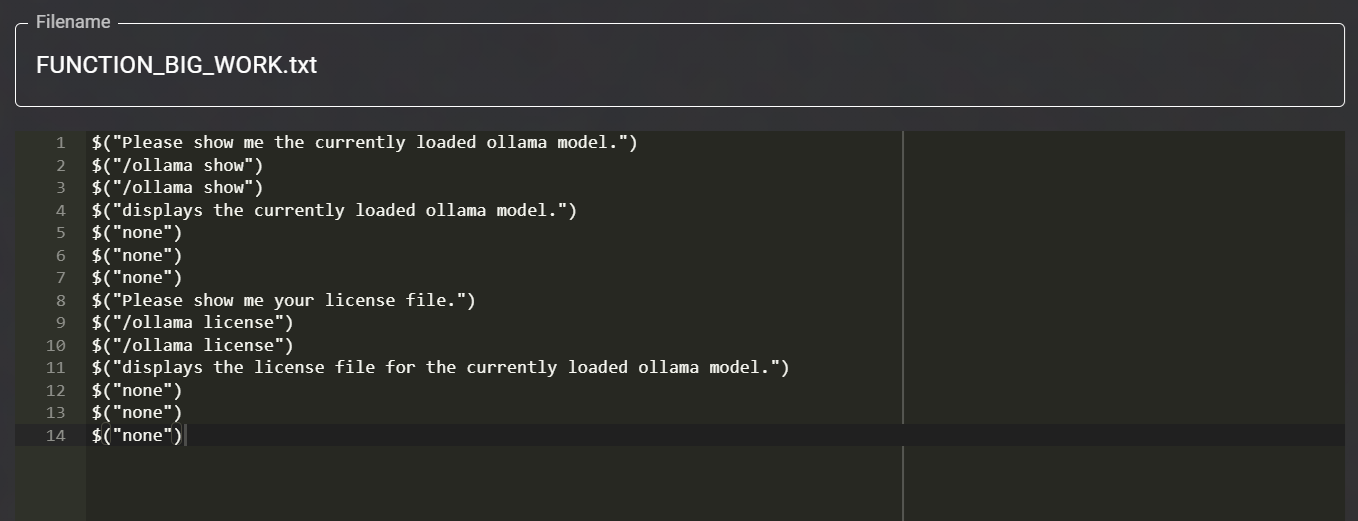 Filename
FUNCTION_BIG_WORK.txt
1 $("Please show me the currently loaded ollama model.")
2 $("/ollama show")
3 $("/ollama show")
4 $("displays the currently loaded ollama model.")
5 $("none")
6 $("none")
7 $("none")
8 $("Please show me your license file.")
9 $("/ollama license")
10 $("/ollama license")
11 $("displays the license file for the currently loaded ollama model.")
12 $("none")
13 $("none")
14 $("none")